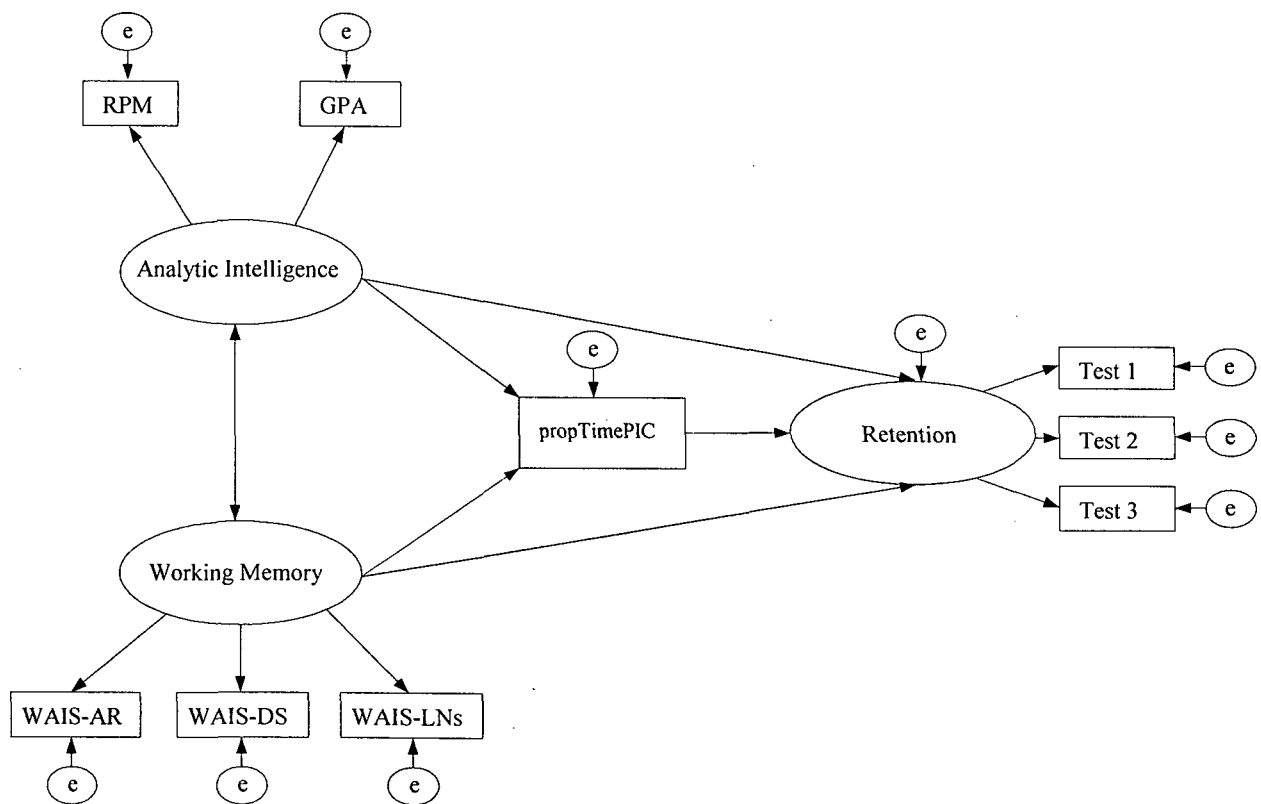 e
e
RPM
GPA
Analytic Intelligence
e
e
propTimePIC
Retention
Test 1
e
Test 2
e
Test 3
e
Working Memory
WAIS-AR
WAIS-DS
WAIS-LNs
e
e
e